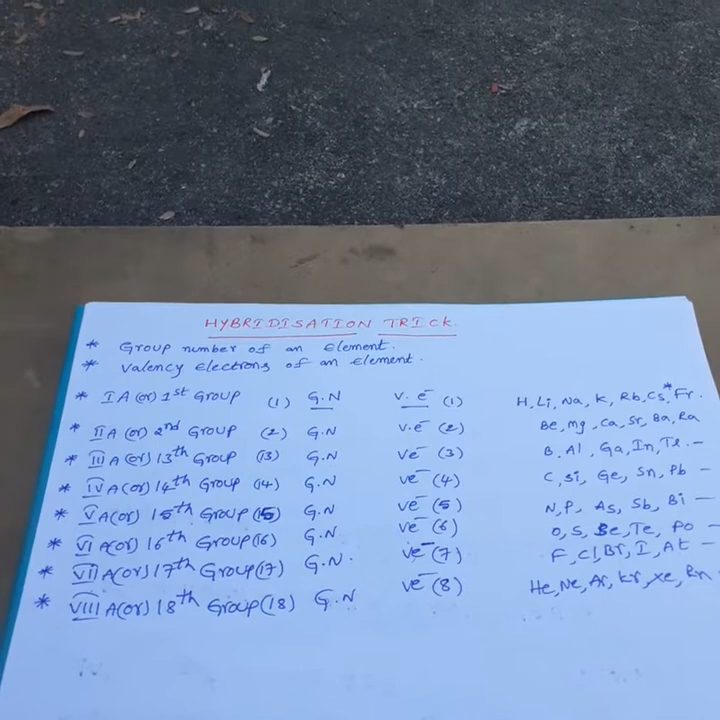 HYBRIDISATION TRICK
* Group number of an element.
* Valency electrons of an element.
* IA (or) 1st Group (1) G.N V. e⁻ (1) H, Li, Na, K, Rb, Cs, *Fr.
* IIA (or) 2nd Group (2) G.N V.e⁻ (2) Be, Mg, Ca, Sr, Ba, Ra
* IIIA (or) 13th Group (13) G.N Ve⁻ (3) B, Al, Ga, In, Tl. -
* IVA (or) 14th Group (14) G.N Ve⁻ (4) C, Si, Ge, Sn, Pb -
* VA (or) 15th Group (15) G.N Ve⁻ (5) N, P, As, Sb, Bi -
* VIA (or) 16th Group (16) G.N Ve⁻ (6) O, S, Se, Te, Po -
* VIIA (or) 17th Group (17) G.N. Ve⁻ (7) F, Cl, Br, I, At -
* VIIIA (or) 18th Group (18) G.N Ve⁻ (8) He, Ne, Ar, Kr, Xe, Rn